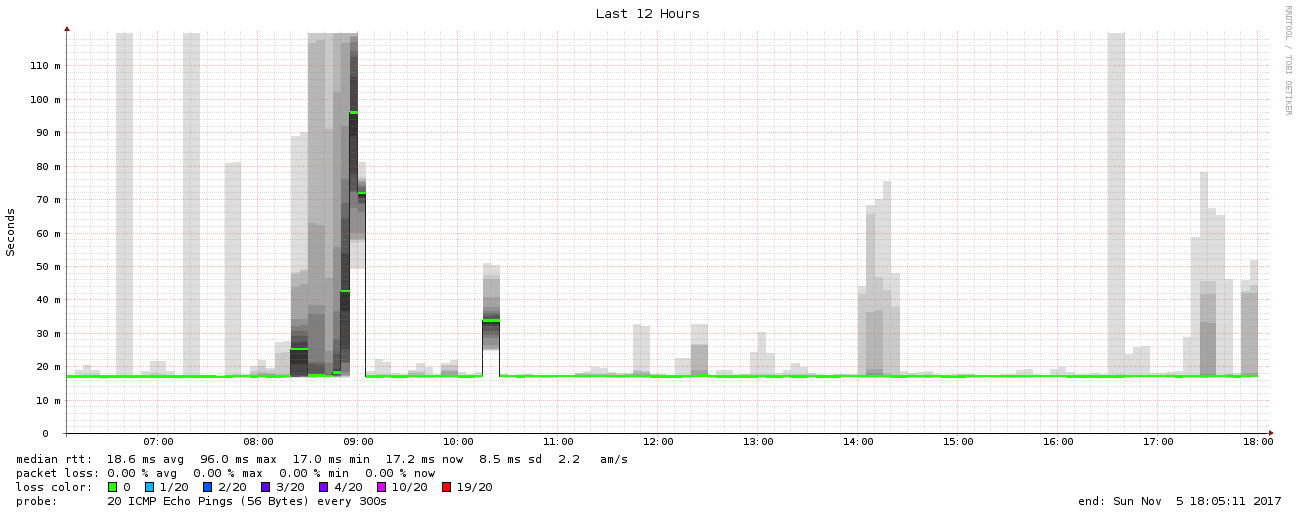 Last 12 Hours
RRDTOOL / TOBI OETIKER
Seconds
110 m
100 m
90 m
80 m
70 m
60 m
50 m
40 m
30 m
20 m
10 m
0
07:00 08:00 09:00 10:00 11:00 12:00 13:00 14:00 15:00 16:00 17:00 18:00
median rtt: 18.6 ms avg 96.0 ms max 17.0 ms min 17.2 ms now 8.5 ms sd 2.2 am/s
packet loss: 0.00 % avg 0.00 % max 0.00 % min 0.00 % now
loss color: 0 1/20 2/20 3/20 4/20 10/20 19/20
probe: 20 ICMP Echo Pings (56 Bytes) every 300s end: Sun Nov 5 18:05:11 2017